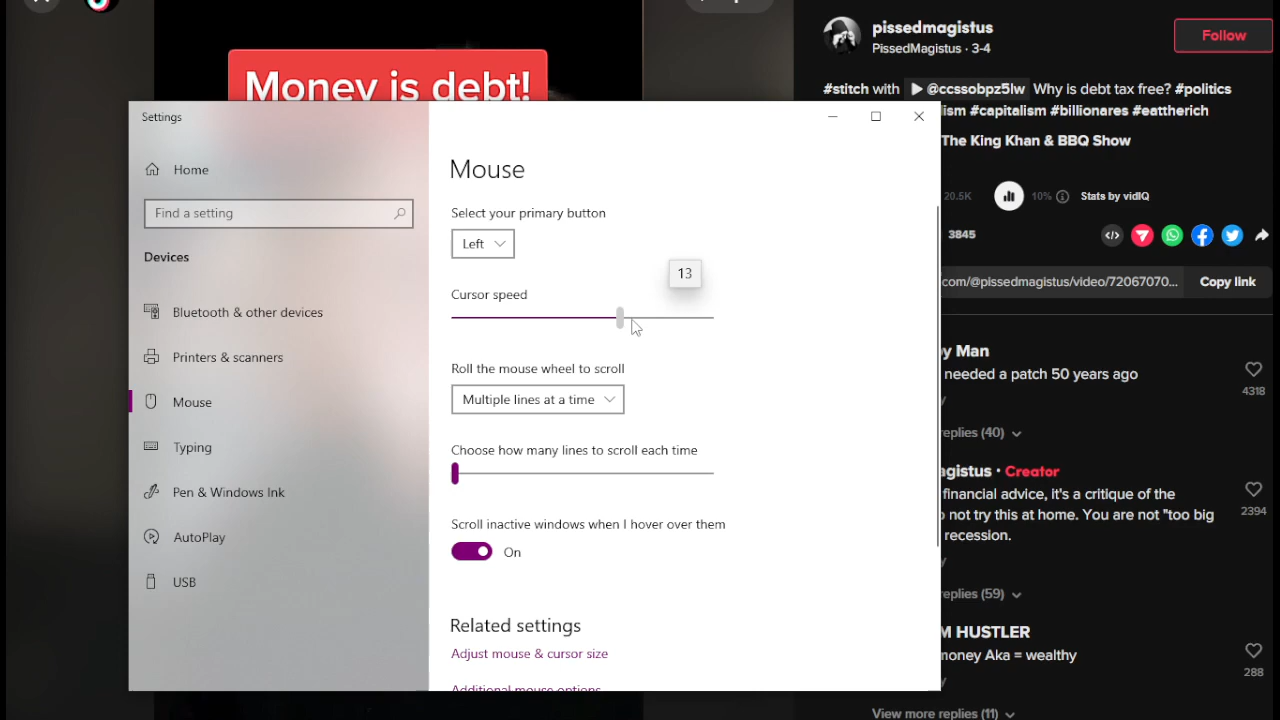 Money is debt!
pissedmagistus
PissedMagistus · 3-4
Follow
#stitch with @ccssobpz5lw Why is debt tax free? #politics
ism #capitalism #billionares #eattherich
The King Khan & BBQ Show
20.5K
10%
Stats by vidIQ
3845
com/@pissedmagistus/video/72067070...
Copy link
y Man
needed a patch 50 years ago
4318
eplies (40)
agistus · Creator
financial advice, it's a critique of the
not try this at home. You are not "too big
recession.
2394
eplies (59)
M HUSTLER
money Aka = wealthy
288
View more replies (11)
Settings
Home
Find a setting
Devices
Bluetooth & other devices
Printers & scanners
Mouse
Typing
Pen & Windows Ink
AutoPlay
USB
Mouse
Select your primary button
Left
13
Cursor speed
Roll the mouse wheel to scroll
Multiple lines at a time
Choose how many lines to scroll each time
Scroll inactive windows when I hover over them
On
Related settings
Adjust mouse & cursor size
Additional mouse options